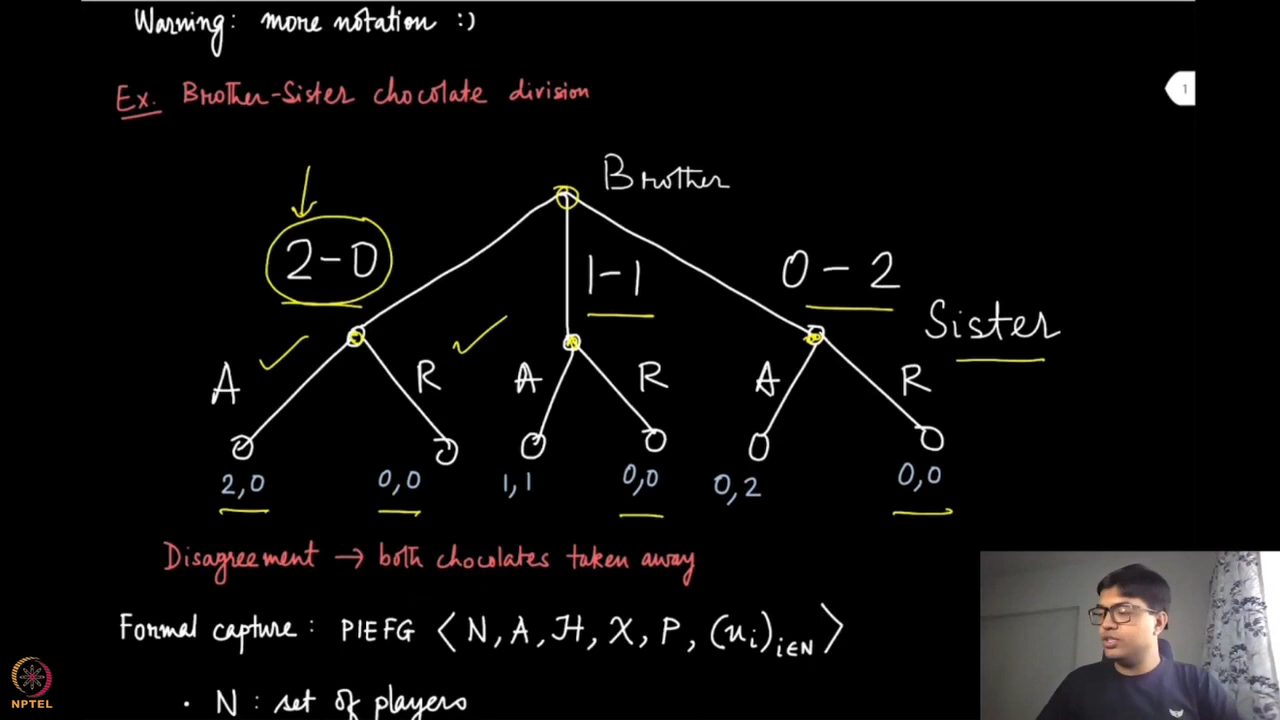 Warning: more notation :)
Ex. Brother-Sister chocolate division
1
Brother
2-0
1-1
0-2
Sister
A R A R A R
2,0 0,0 1,1 0,0 0,2 0,0
Disagreement → both chocolates taken away
Formal capture: PIEFG ⟨N, A, H, X, P, (u_i)_{i∈N}⟩
• N: set of players
NPTEL